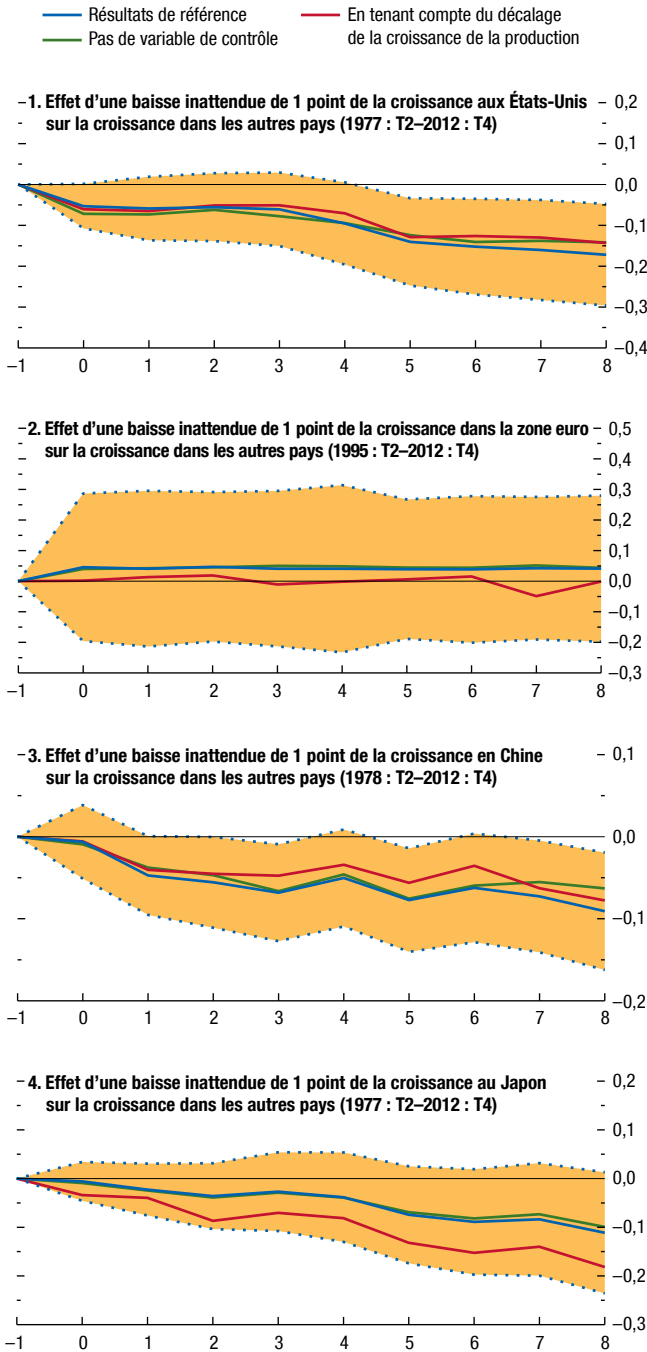 Résultats de référence
Pas de variable de contrôle
En tenant compte du décalage
de la croissance de la production
1. Effet d’une baisse inattendue de 1 point de la croissance aux États-Unis
sur la croissance dans les autres pays (1977 : T2–2012 : T4)
0,2
0,1
0,0
–0,1
–0,2
–0,3
–0,4
–1 0 1 2 3 4 5 6 7 8
2. Effet d’une baisse inattendue de 1 point de la croissance dans la zone euro
sur la croissance dans les autres pays (1995 : T2–2012 : T4)
0,5
0,4
0,3
0,2
0,1
0,0
–0,1
–0,2
–0,3
–1 0 1 2 3 4 5 6 7 8
3. Effet d’une baisse inattendue de 1 point de la croissance en Chine
sur la croissance dans les autres pays (1978 : T2–2012 : T4)
0,1
0,0
–0,1
–0,2
–1 0 1 2 3 4 5 6 7 8
4. Effet d’une baisse inattendue de 1 point de la croissance au Japon
sur la croissance dans les autres pays (1977 : T2–2012 : T4)
0,2
0,1
0,0
–0,1
–0,2
–0,3
–1 0 1 2 3 4 5 6 7 8